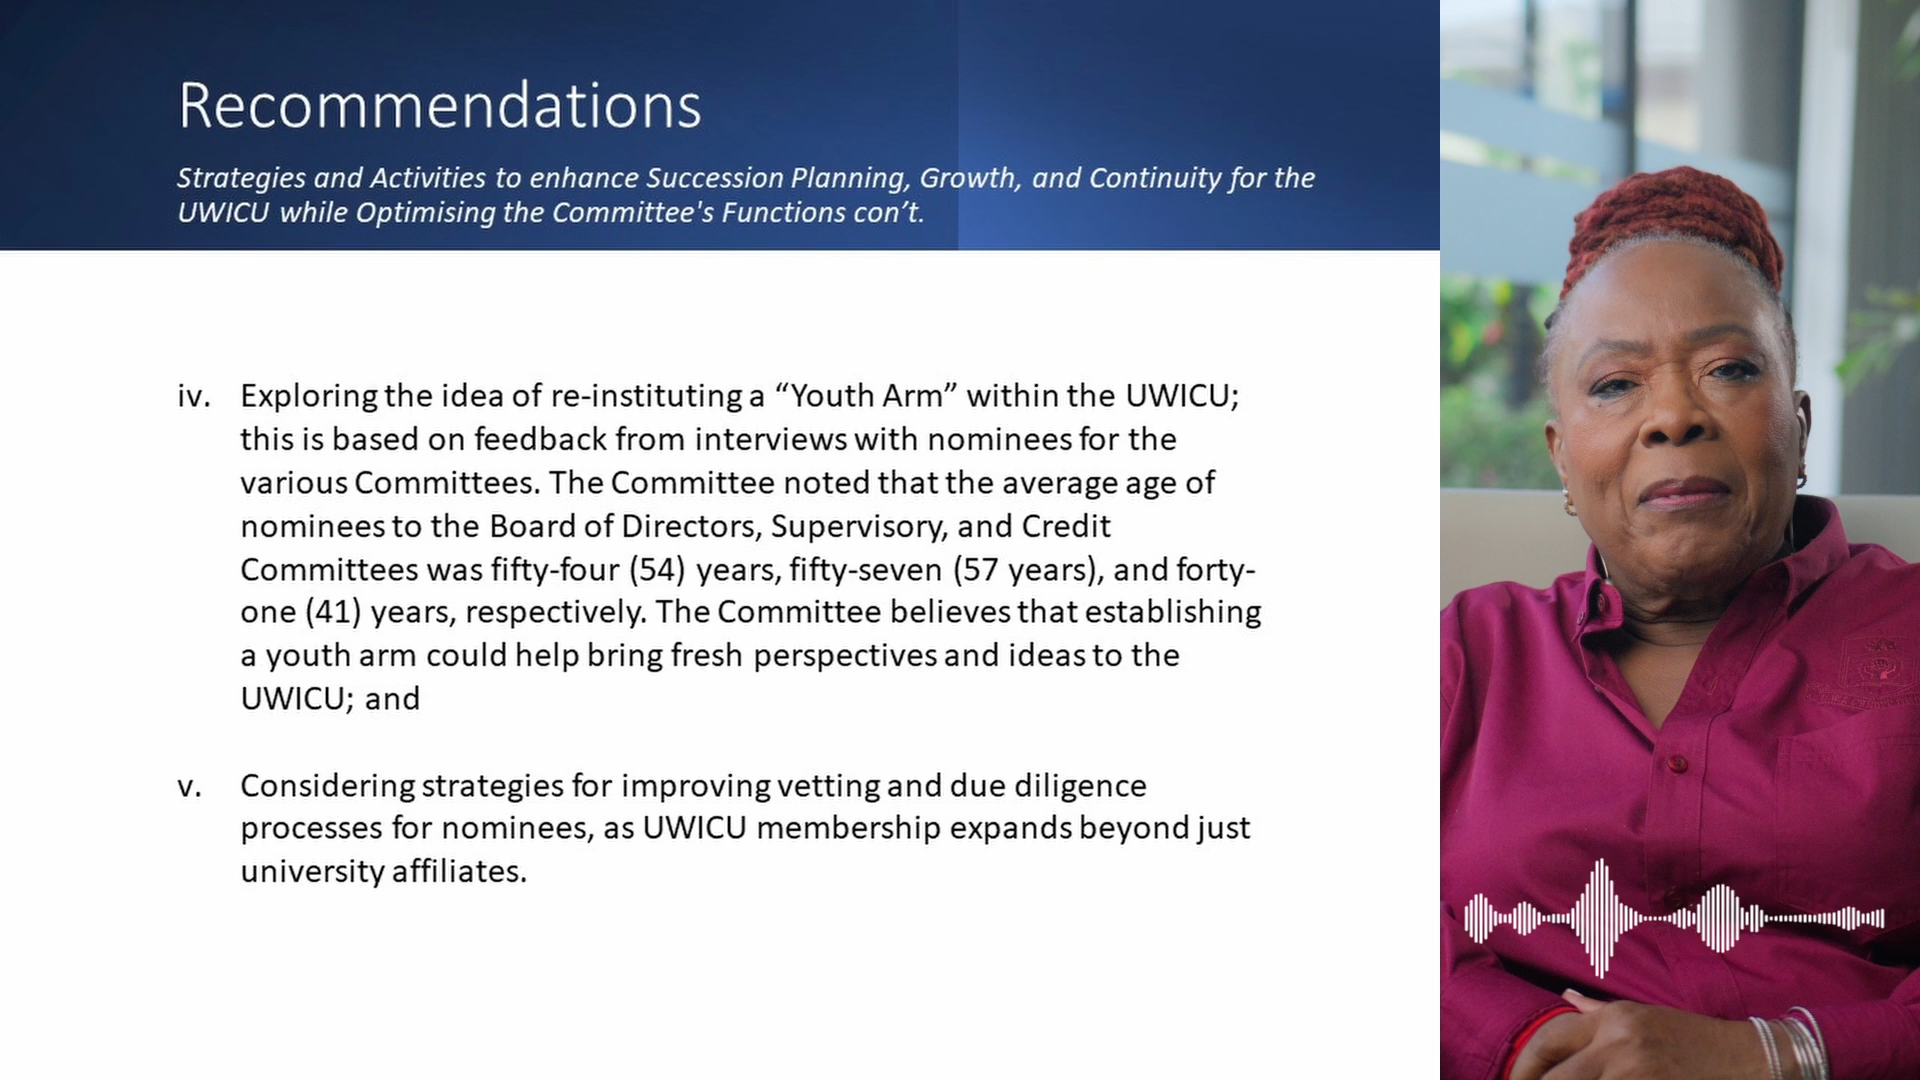 Recommendations
Strategies and Activities to enhance Succession Planning, Growth, and Continuity for the
UWICU while Optimising the Committee's Functions con’t.
iv. Exploring the idea of re-instituting a “Youth Arm” within the UWICU;
this is based on feedback from interviews with nominees for the
various Committees. The Committee noted that the average age of
nominees to the Board of Directors, Supervisory, and Credit
Committees was fifty-four (54) years, fifty-seven (57 years), and forty-
one (41) years, respectively. The Committee believes that establishing
a youth arm could help bring fresh perspectives and ideas to the
UWICU; and
v. Considering strategies for improving vetting and due diligence
processes for nominees, as UWICU membership expands beyond just
university affiliates.